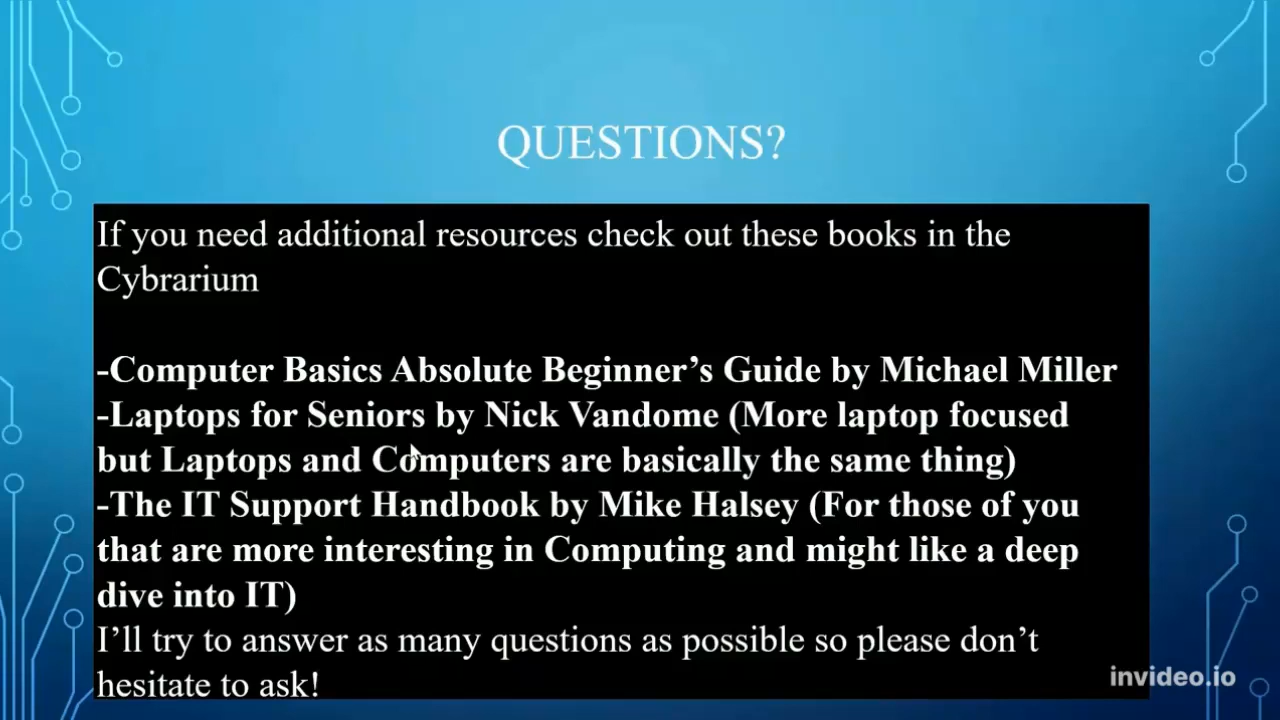 QUESTIONS?
If you need additional resources check out these books in the
Cybrarium
-Computer Basics Absolute Beginner’s Guide by Michael Miller
-Laptops for Seniors by Nick Vandome (More laptop focused
but Laptops and Computers are basically the same thing)
-The IT Support Handbook by Mike Halsey (For those of you
that are more interesting in Computing and might like a deep
dive into IT)
I’ll try to answer as many questions as possible so please don’t
hesitate to ask!
invideo.io